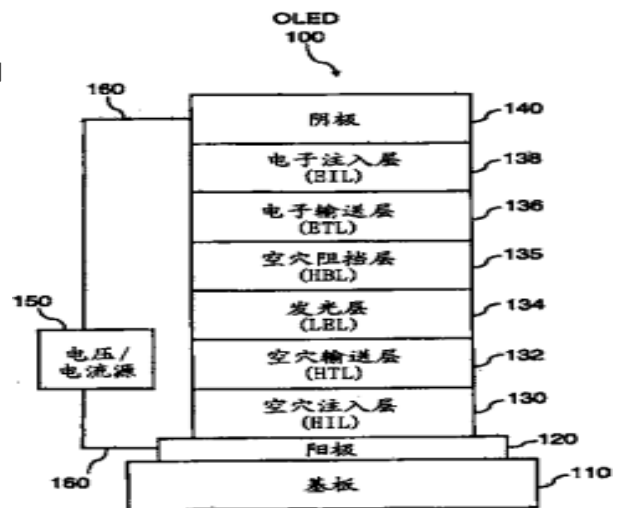 OLED
100
160
阴极
140
电子注入层
(EIL)
138
电子输送层
(ETL)
136
空穴阻挡层
(HBL)
135
150
发光层
(LEL)
134
电压/
电流源
空穴输送层
(HTL)
132
空穴注入层
(HIL)
130
阳极
120
160
基板
110